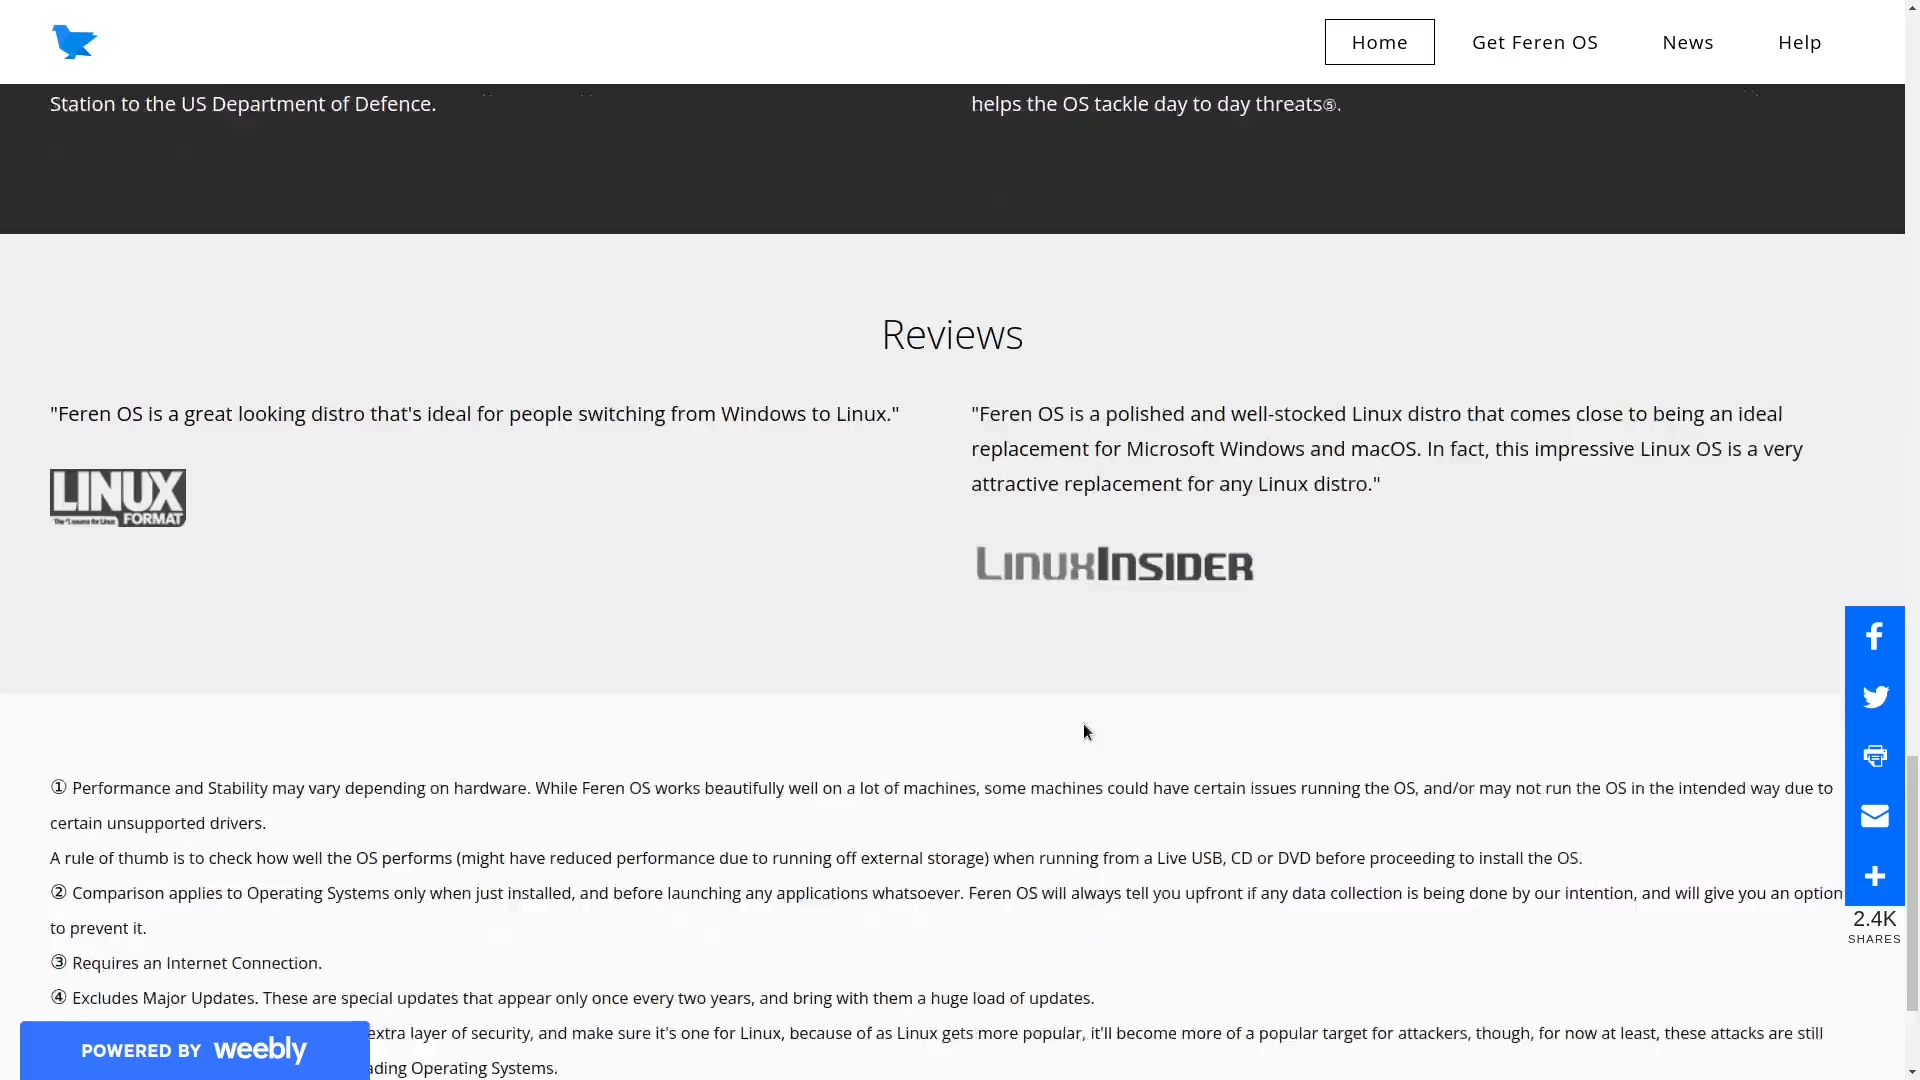 Home
Get Feren OS
News
Help
Station to the US Department of Defence.
helps the OS tackle day to day threats⑤.
Reviews
"Feren OS is a great looking distro that's ideal for people switching from Windows to Linux."
LINUX
The #1 source for Linux FORMAT
"Feren OS is a polished and well-stocked Linux distro that comes close to being an ideal
replacement for Microsoft Windows and macOS. In fact, this impressive Linux OS is a very
attractive replacement for any Linux distro."
LINUXINSIDER
① Performance and Stability may vary depending on hardware. While Feren OS works beautifully well on a lot of machines, some machines could have certain issues running the OS, and/or may not run the OS in the intended way due to
certain unsupported drivers.
A rule of thumb is to check how well the OS performs (might have reduced performance due to running off external storage) when running from a Live USB, CD or DVD before proceeding to install the OS.
② Comparison applies to Operating Systems only when just installed, and before launching any applications whatsoever. Feren OS will always tell you upfront if any data collection is being done by our intention, and will give you an option
to prevent it.
③ Requires an Internet Connection.
④ Excludes Major Updates. These are special updates that appear only once every two years, and bring with them a huge load of updates.
extra layer of security, and make sure it's one for Linux, because of as Linux gets more popular, it'll become more of a popular target for attackers, though, for now at least, these attacks are still
ading Operating Systems.
2.4K
SHARES
POWERED BY weebly